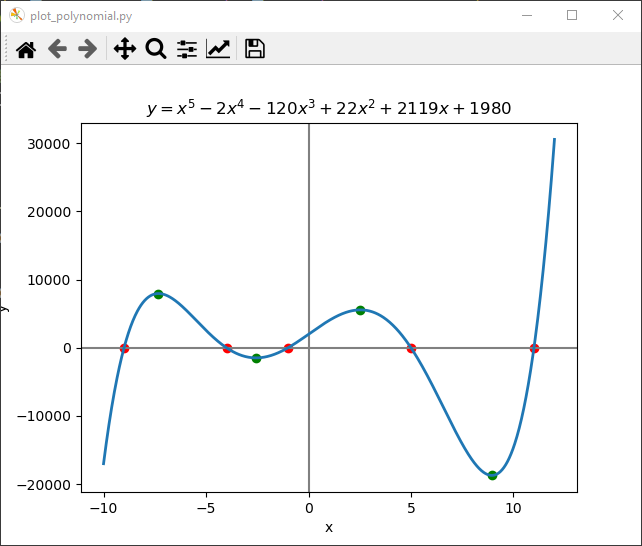 plot_polynomial.py
y = x⁵ − 2x⁴ − 120x³ + 22x² + 2119x + 1980
30000
20000
10000
0
−10000
−20000
y
−10
−5
0
5
10
x